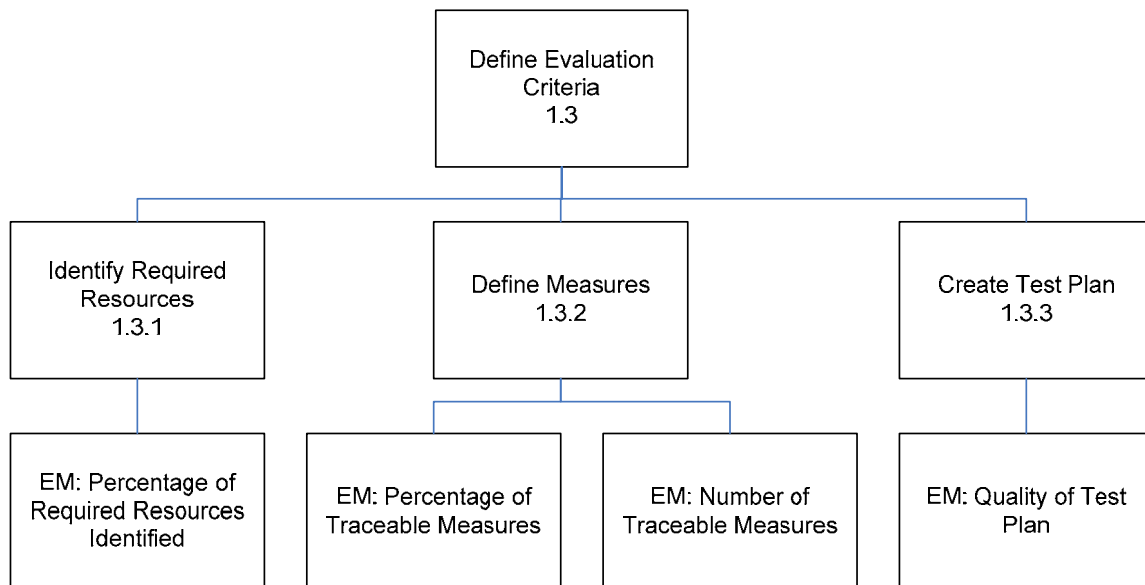 Define Evaluation
Criteria
1.3
Identify Required
Resources
1.3.1
Define Measures
1.3.2
Create Test Plan
1.3.3
EM: Percentage of
Required Resources
Identified
EM: Percentage of
Traceable Measures
EM: Number of
Traceable Measures
EM: Quality of Test
Plan